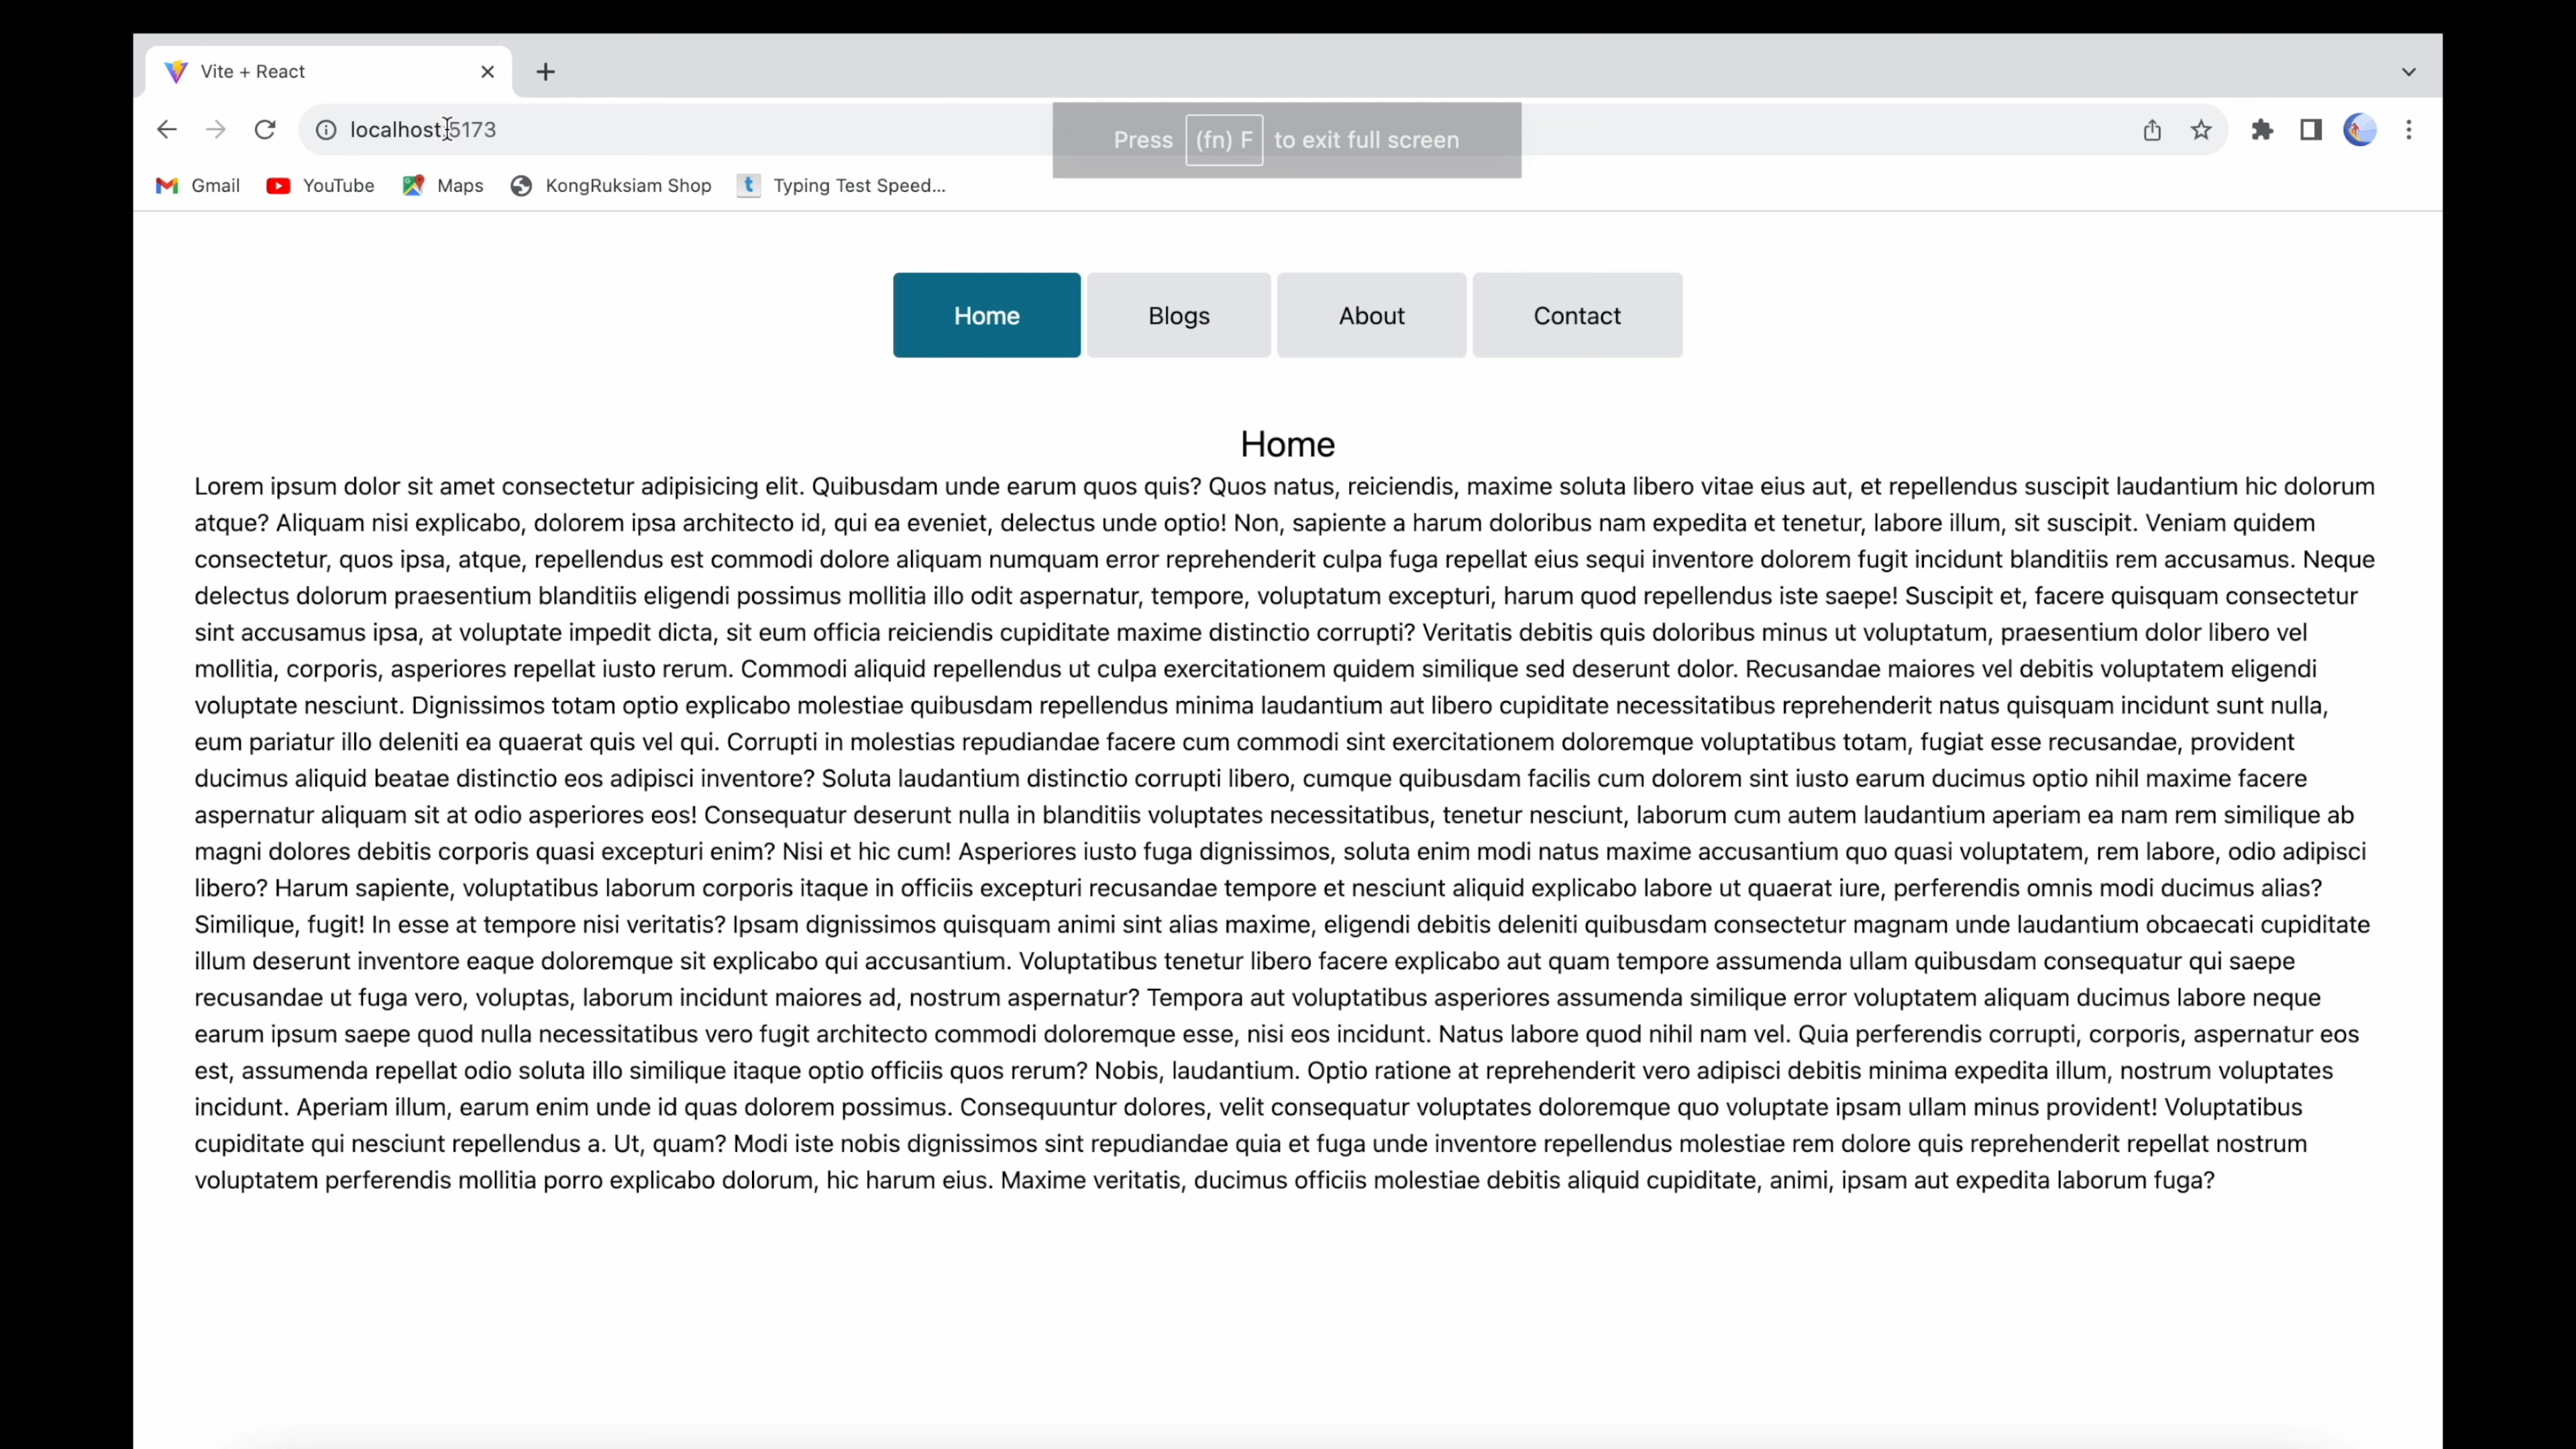 Vite + React
localhost:5173
Press (fn) F to exit full screen
Gmail YouTube Maps KongRuksiam Shop Typing Test Speed...
Home Blogs About Contact
Home
Lorem ipsum dolor sit amet consectetur adipisicing elit. Quibusdam unde earum quos quis? Quos natus, reiciendis, maxime soluta libero vitae eius aut, et repellendus suscipit laudantium hic dolorum
atque? Aliquam nisi explicabo, dolorem ipsa architecto id, qui ea eveniet, delectus unde optio! Non, sapiente a harum doloribus nam expedita et tenetur, labore illum, sit suscipit. Veniam quidem
consectetur, quos ipsa, atque, repellendus est commodi dolore aliquam numquam error reprehenderit culpa fuga repellat eius sequi inventore dolorem fugit incidunt blanditiis rem accusamus. Neque
delectus dolorum praesentium blanditiis eligendi possimus mollitia illo odit aspernatur, tempore, voluptatum excepturi, harum quod repellendus iste saepe! Suscipit et, facere quisquam consectetur
sint accusamus ipsa, at voluptate impedit dicta, sit eum officia reiciendis cupiditate maxime distinctio corrupti? Veritatis debitis quis doloribus minus ut voluptatum, praesentium dolor libero vel
mollitia, corporis, asperiores repellat iusto rerum. Commodi aliquid repellendus ut culpa exercitationem quidem similique sed deserunt dolor. Recusandae maiores vel debitis voluptatem eligendi
voluptate nesciunt. Dignissimos totam optio explicabo molestiae quibusdam repellendus minima laudantium aut libero cupiditate necessitatibus reprehenderit natus quisquam incidunt sunt nulla,
eum pariatur illo deleniti ea quaerat quis vel qui. Corrupti in molestias repudiandae facere cum commodi sint exercitationem doloremque voluptatibus totam, fugiat esse recusandae, provident
ducimus aliquid beatae distinctio eos adipisci inventore? Soluta laudantium distinctio corrupti libero, cumque quibusdam facilis cum dolorem sint iusto earum ducimus optio nihil maxime facere
aspernatur aliquam sit at odio asperiores eos! Consequatur deserunt nulla in blanditiis voluptates necessitatibus, tenetur nesciunt, laborum cum autem laudantium aperiam ea nam rem similique ab
magni dolores debitis corporis quasi excepturi enim? Nisi et hic cum! Asperiores iusto fuga dignissimos, soluta enim modi natus maxime accusantium quo quasi voluptatem, rem labore, odio adipisci
libero? Harum sapiente, voluptatibus laborum corporis itaque in officiis excepturi recusandae tempore et nesciunt aliquid explicabo labore ut quaerat iure, perferendis omnis modi ducimus alias?
Similique, fugit! In esse at tempore nisi veritatis? Ipsam dignissimos quisquam animi sint alias maxime, eligendi debitis deleniti quibusdam consectetur magnam unde laudantium obcaecati cupiditate
illum deserunt inventore eaque doloremque sit explicabo qui accusantium. Voluptatibus tenetur libero facere explicabo aut quam tempore assumenda ullam quibusdam consequatur qui saepe
recusandae ut fuga vero, voluptas, laborum incidunt maiores ad, nostrum aspernatur? Tempora aut voluptatibus asperiores assumenda similique error voluptatem aliquam ducimus labore neque
earum ipsum saepe quod nulla necessitatibus vero fugit architecto commodi doloremque esse, nisi eos incidunt. Natus labore quod nihil nam vel. Quia perferendis corrupti, corporis, aspernatur eos
est, assumenda repellat odio soluta illo similique itaque optio officiis quos rerum? Nobis, laudantium. Optio ratione at reprehenderit vero adipisci debitis minima expedita illum, nostrum voluptates
incidunt. Aperiam illum, earum enim unde id quas dolorem possimus. Consequuntur dolores, velit consequatur voluptates doloremque quo voluptate ipsam ullam minus provident! Voluptatibus
cupiditate qui nesciunt repellendus a. Ut, quam? Modi iste nobis dignissimos sint repudiandae quia et fuga unde inventore repellendus molestiae rem dolore quis reprehenderit repellat nostrum
voluptatem perferendis mollitia porro explicabo dolorum, hic harum eius. Maxime veritatis, ducimus officiis molestiae debitis aliquid cupiditate, animi, ipsam aut expedita laborum fuga?